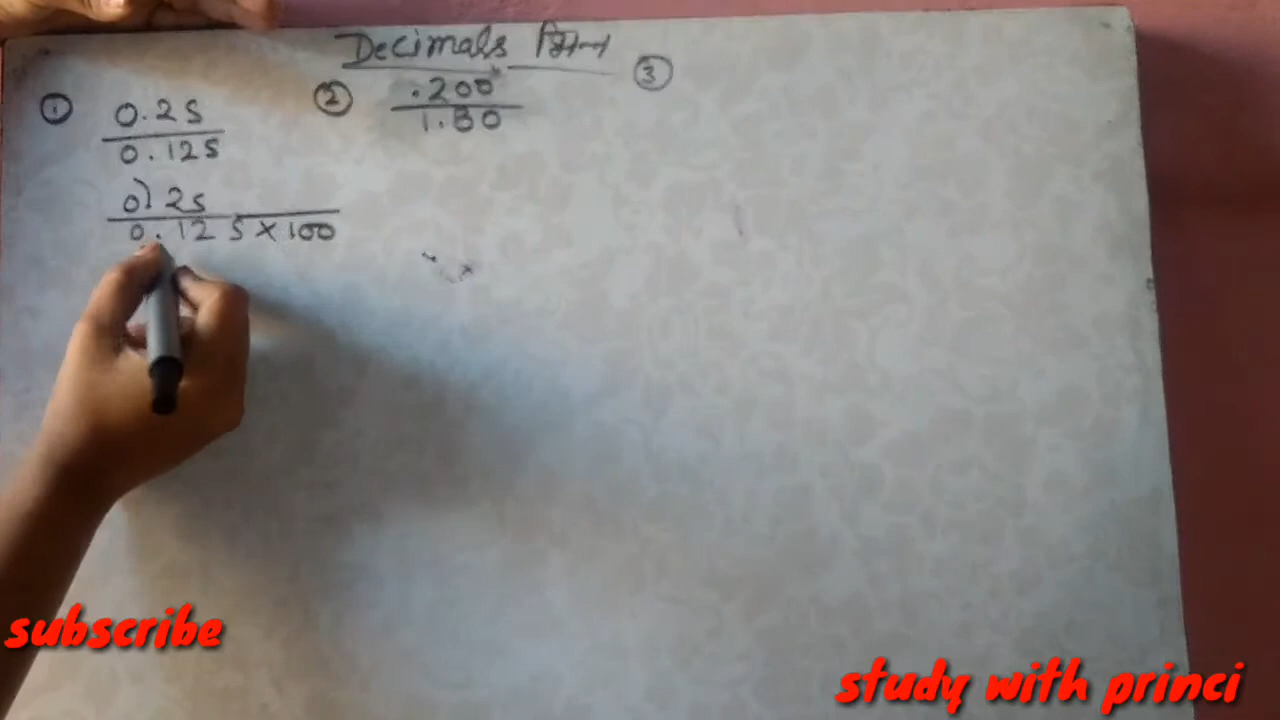 Decimals भिन्न
① 0.25
0.125
② .200
1.80
③
0.25
0.125×100
subscribe
study with princi